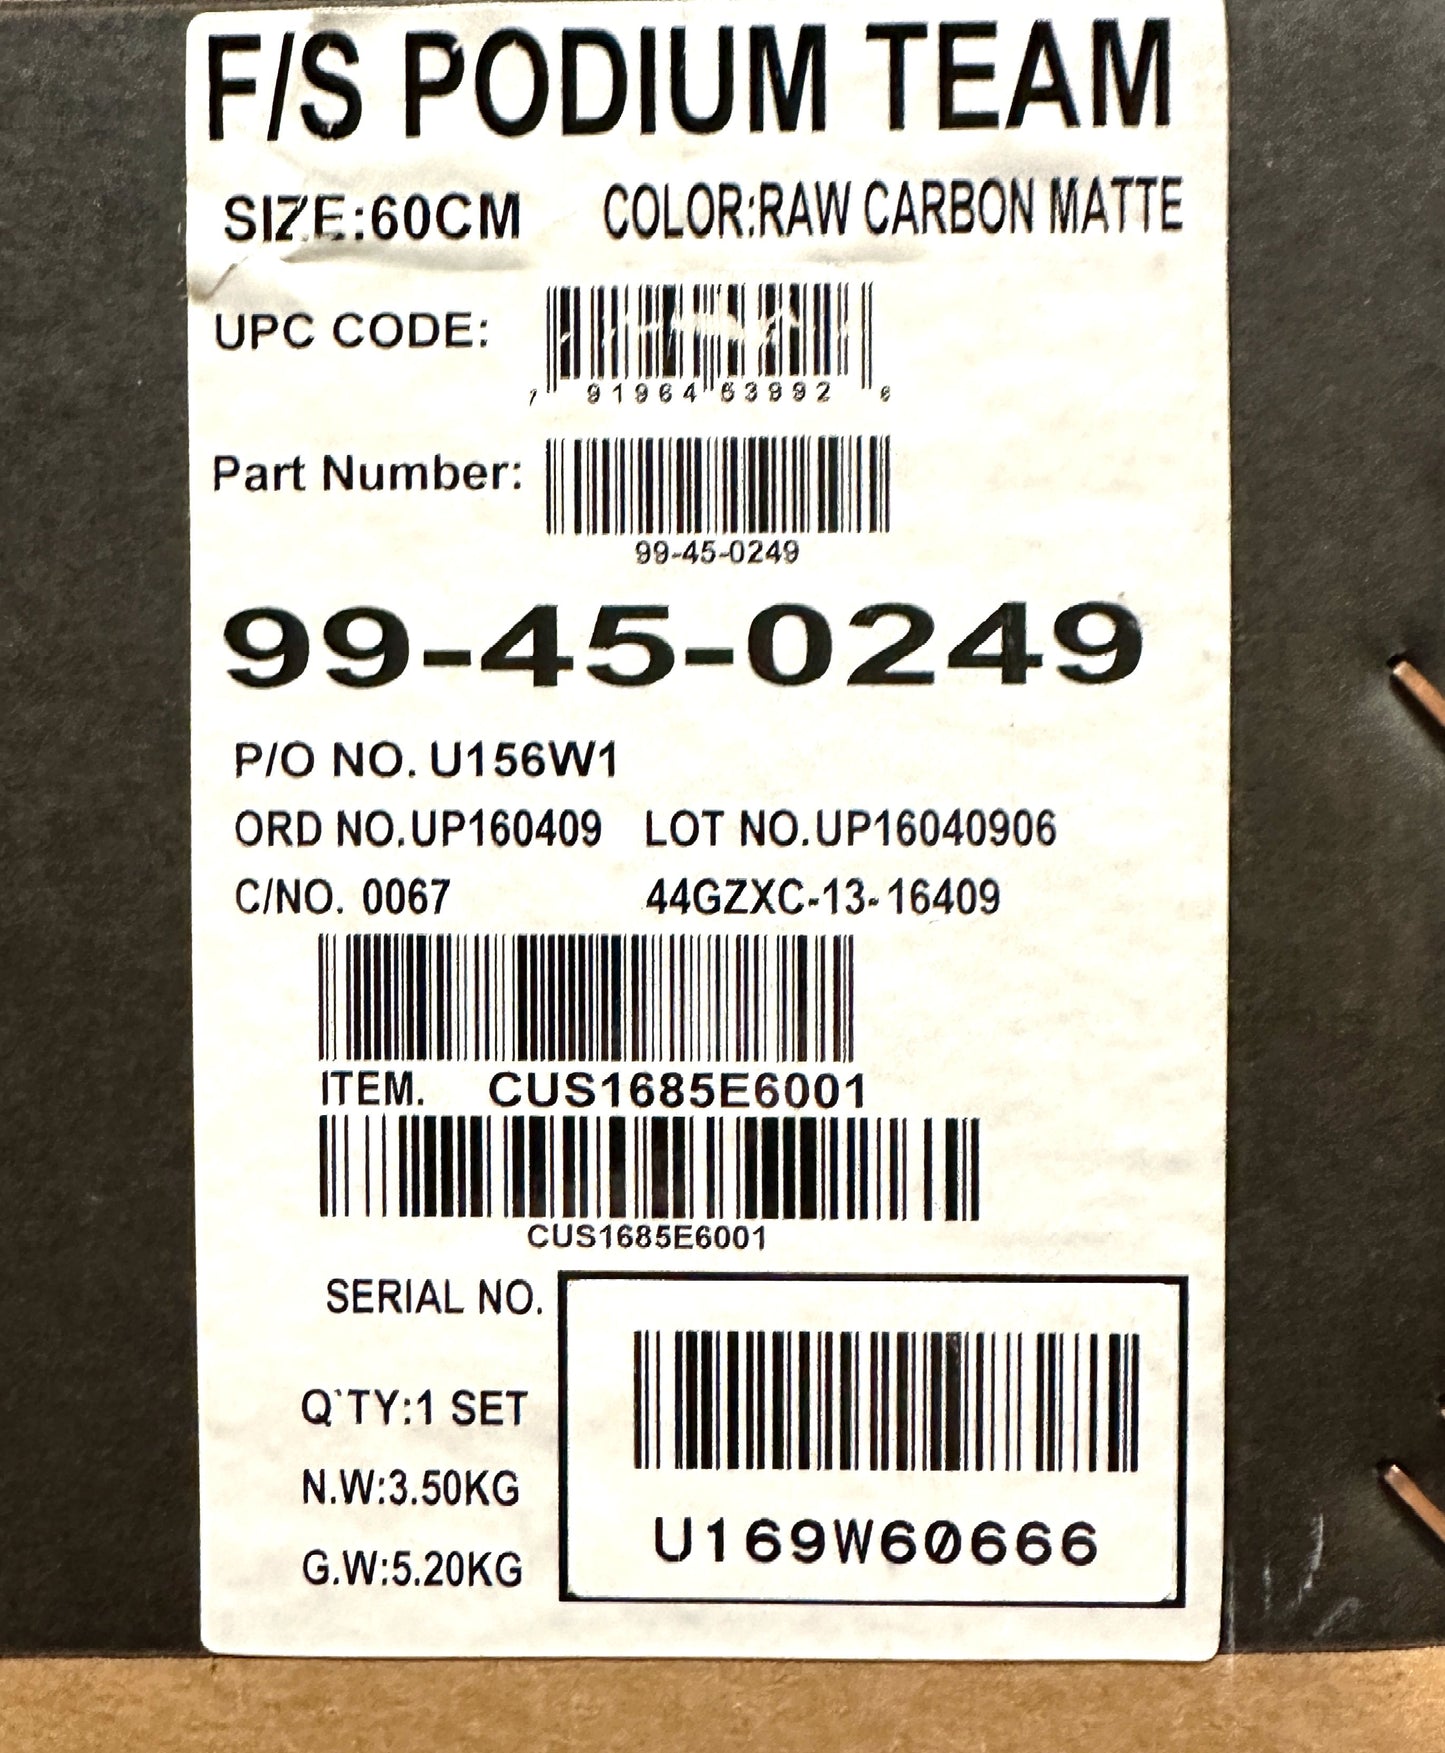 F/S PODIUM TEAM
SIZE:60CM COLOR:RAW CARBON MATTE
UPC CODE:
7 91964 53992 6
Part Number:
99-45-0249
99-45-0249
P/O NO. U156W1
ORD NO.UP160409 LOT NO.UP16040906
C/NO. 0067 44GZXC-13-16409
ITEM. CUS1685E6001
CUS1685E6001
SERIAL NO.
Q`TY:1 SET
N.W:3.50KG
G.W:5.20KG
U169W60666